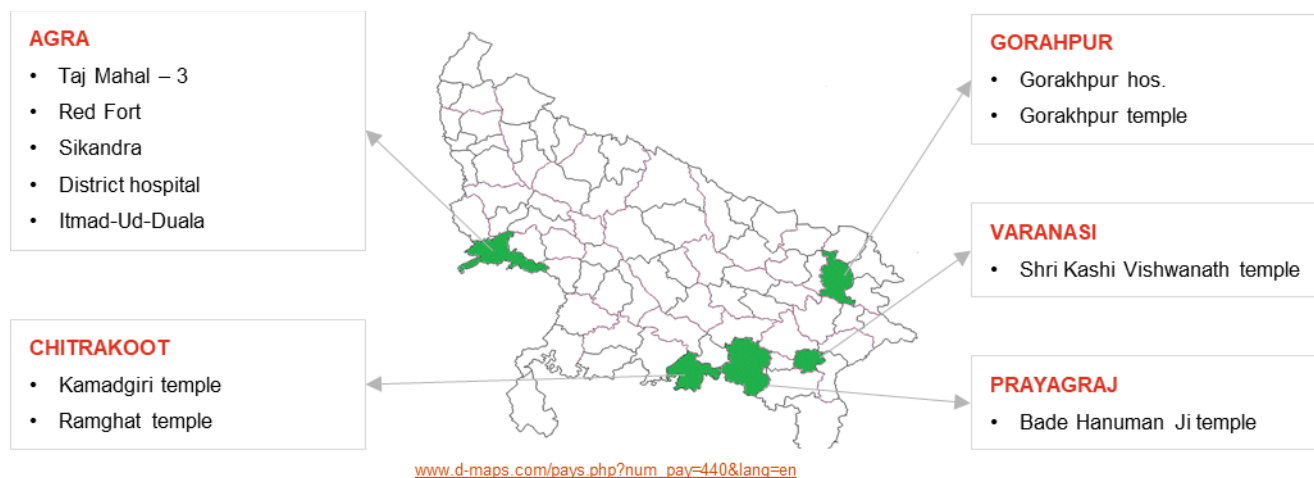 AGRA
• Taj Mahal – 3
• Red Fort
• Sikandra
• District hospital
• Itmad-Ud-Duala
CHITRAKOOT
• Kamadgiri temple
• Ramghat temple
GORAHPUR
• Gorakhpur hos.
• Gorakhpur temple
VARANASI
• Shri Kashi Vishwanath temple
PRAYAGRAJ
• Bade Hanuman Ji temple
www.d-maps.com/pays.php?num_pay=440&lang=en